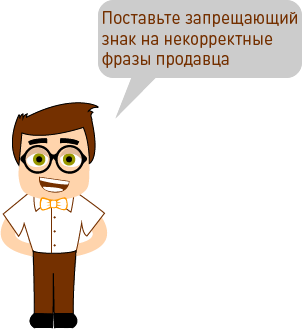 Поставьте запрещающий
знак на некорректные
фразы продавца